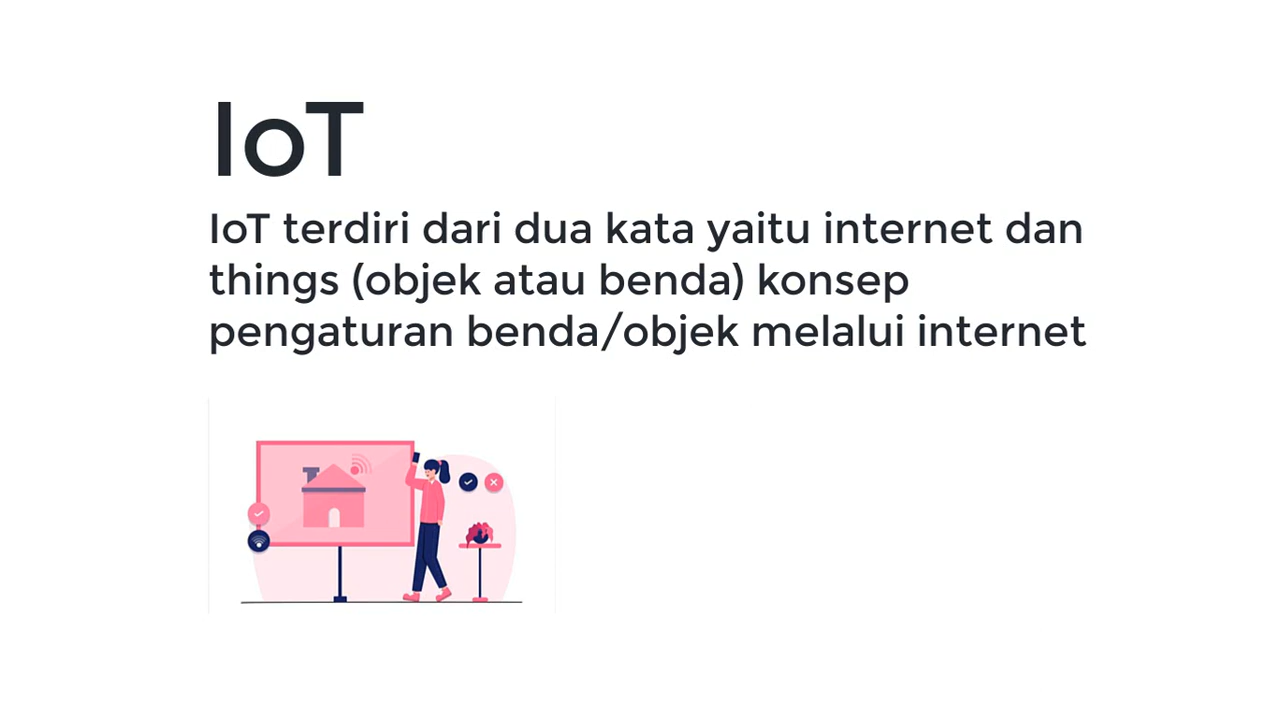 IoT
IoT terdiri dari dua kata yaitu internet dan
things (objek atau benda) konsep
pengaturan benda/objek melalui internet